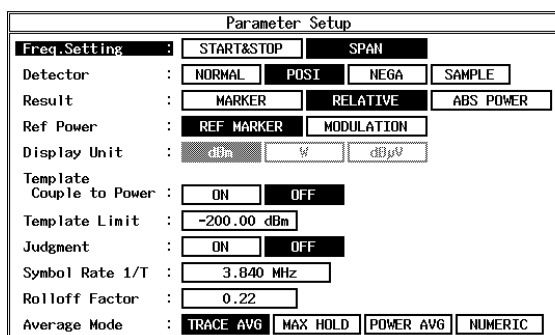 Parameter Setup
Freq.Setting : START&STOP SPAN
Detector : NORMAL POSI NEGA SAMPLE
Result : MARKER RELATIVE ABS POWER
Ref Power : REF MARKER MODULATION
Display Unit : dBm W dBμV
Template
Couple to Power : ON OFF
Template Limit : -200.00 dBm
Judgment : ON OFF
Symbol Rate 1/T : 3.840 MHz
Rolloff Factor : 0.22
Average Mode : TRACE AVG MAX HOLD POWER AVG NUMERIC